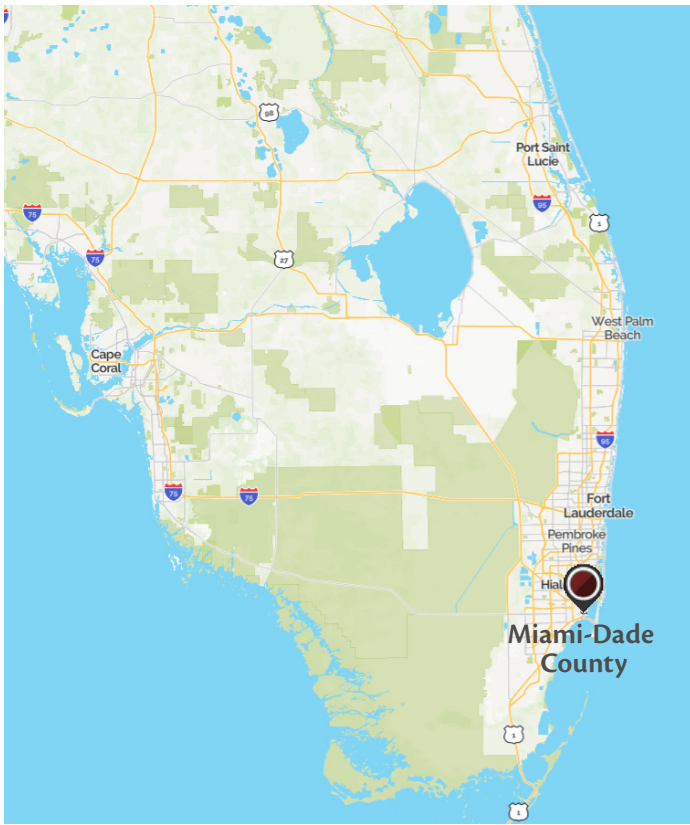 98
Port Saint
Lucie
75
95
1
75
27
West Palm
Beach
Cape
Coral
95
75
75
Fort
Lauderdale
Pembroke
Pines
Hial
Miami-Dade
County
1
1